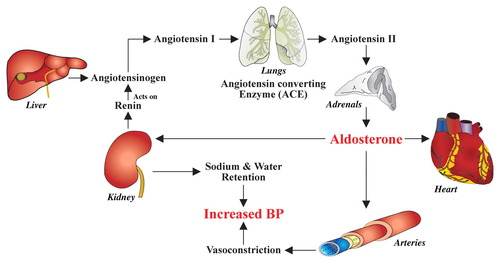 Angiotensin I
Angiotensin II
Lungs
Liver
Angiotensinogen
Angiotensin converting
Enzyme (ACE)
Adrenals
Acts on
Renin
Aldosterone
Heart
Kidney
Sodium & Water
Retention
Increased BP
Vasoconstriction
Arteries